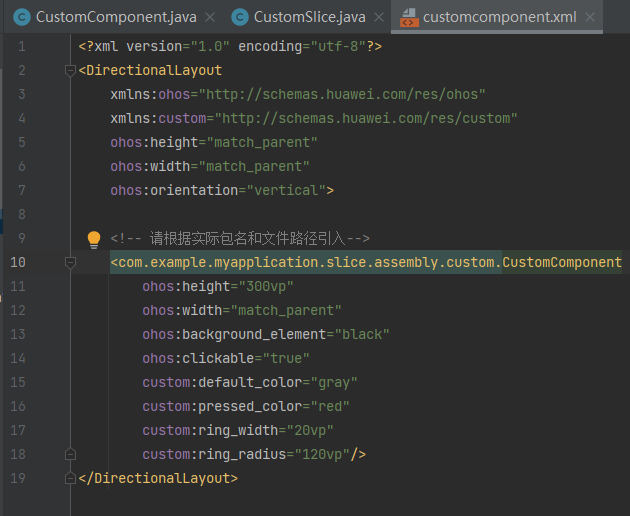 CustomComponent.java × CustomSlice.java × customcomponent.xml ×
1 <?xml version="1.0" encoding="utf-8"?>
2 <DirectionalLayout
3 xmlns:ohos="http://schemas.huawei.com/res/ohos"
4 xmlns:custom="http://schemas.huawei.com/res/custom"
5 ohos:height="match_parent"
6 ohos:width="match_parent"
7 ohos:orientation="vertical">
8
9 <!-- 请根据实际包名和文件路径引入-->
10 <com.example.myapplication.slice.assembly.custom.CustomComponent
11 ohos:height="300vp"
12 ohos:width="match_parent"
13 ohos:background_element="black"
14 ohos:clickable="true"
15 custom:default_color="gray"
16 custom:pressed_color="red"
17 custom:ring_width="20vp"
18 custom:ring_radius="120vp"/>
19 </DirectionalLayout>